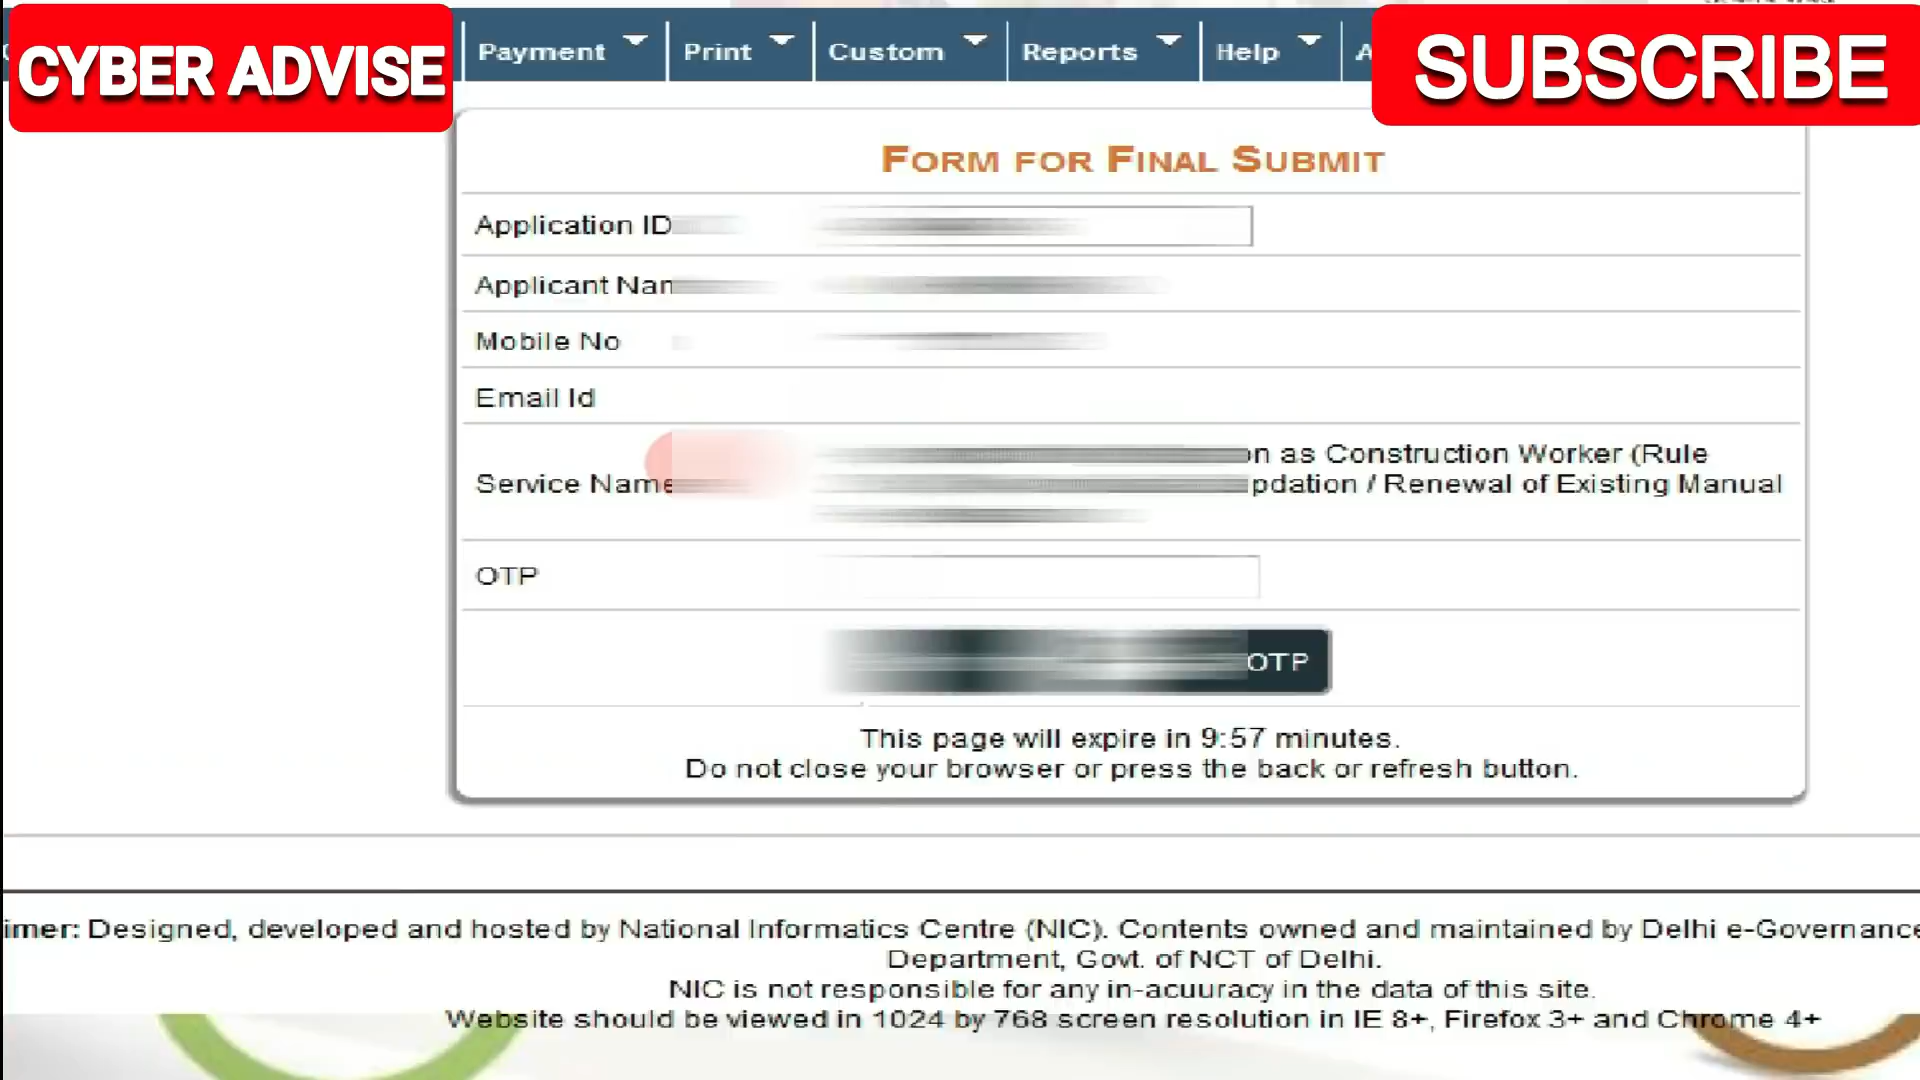 CYBER ADVISE
Payment Print Custom Reports Help A
SUBSCRIBE
FORM FOR FINAL SUBMIT
Application ID
Applicant Nam
Mobile No
Email Id
on as Construction Worker (Rule
Service Name pdation / Renewal of Existing Manual
OTP
OTP
This page will expire in 9:57 minutes.
Do not close your browser or press the back or refresh button.
imer: Designed, developed and hosted by National Informatics Centre (NIC). Contents owned and maintained by Delhi e-Governance
Department, Govt. of NCT of Delhi.
NIC is not responsible for any in-acuuracy in the data of this site.
Website should be viewed in 1024 by 768 screen resolution in IE 8+, Firefox 3+ and Chrome 4+